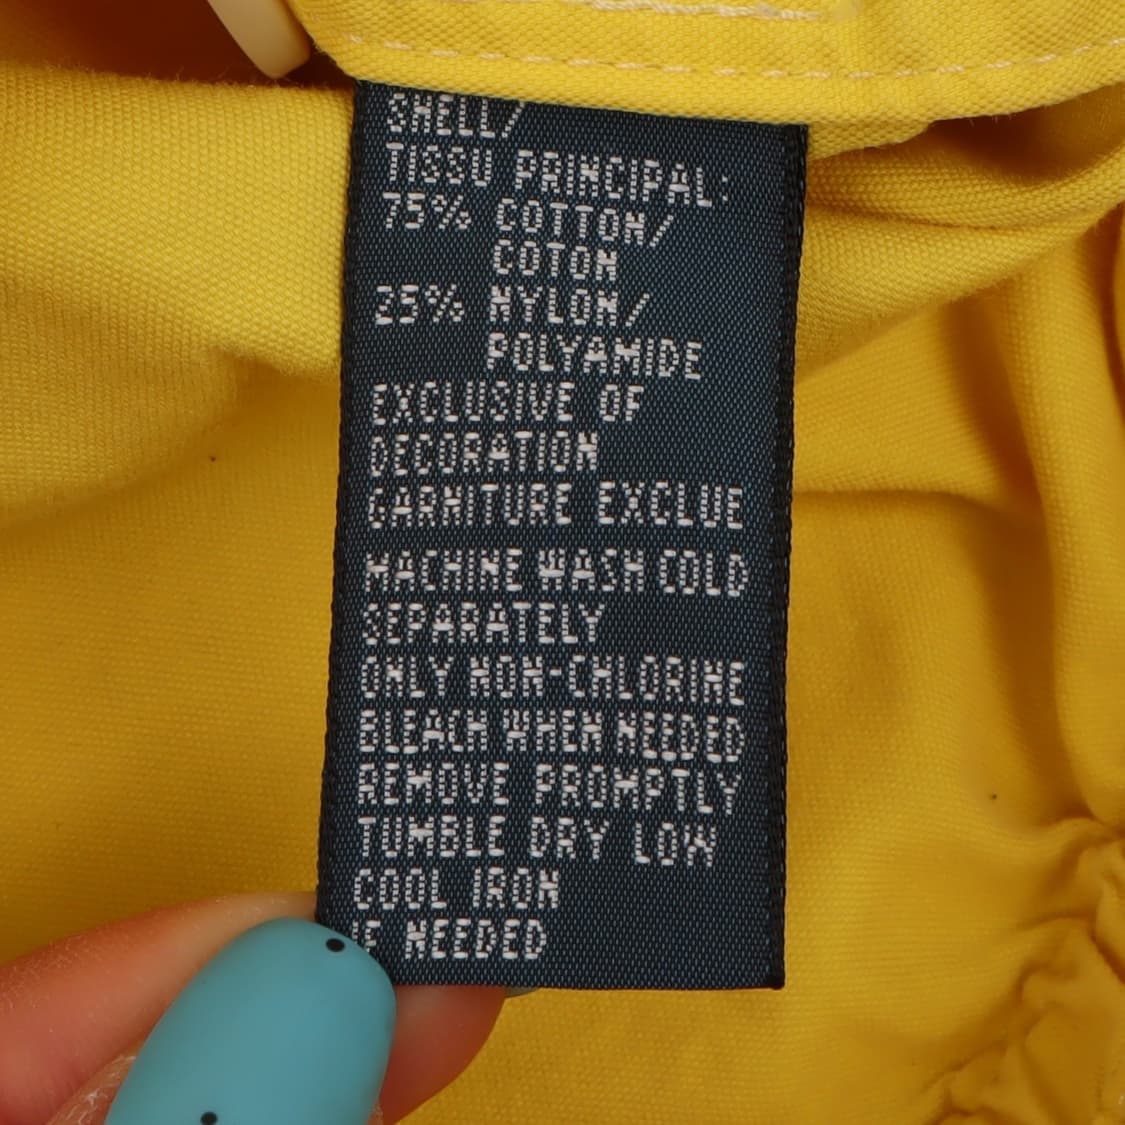 SHELL/
TISSU PRINCIPAL:
75% COTTON/
COTON
25% NYLON/
POLYAMIDE
EXCLUSIVE OF
DECORATION
GARNITURE EXCLUE
MACHINE WASH COLD
SEPARATELY
ONLY NON-CHLORINE
BLEACH WHEN NEEDED
REMOVE PROMPTLY
TUMBLE DRY LOW
COOL IRON
IF NEEDED